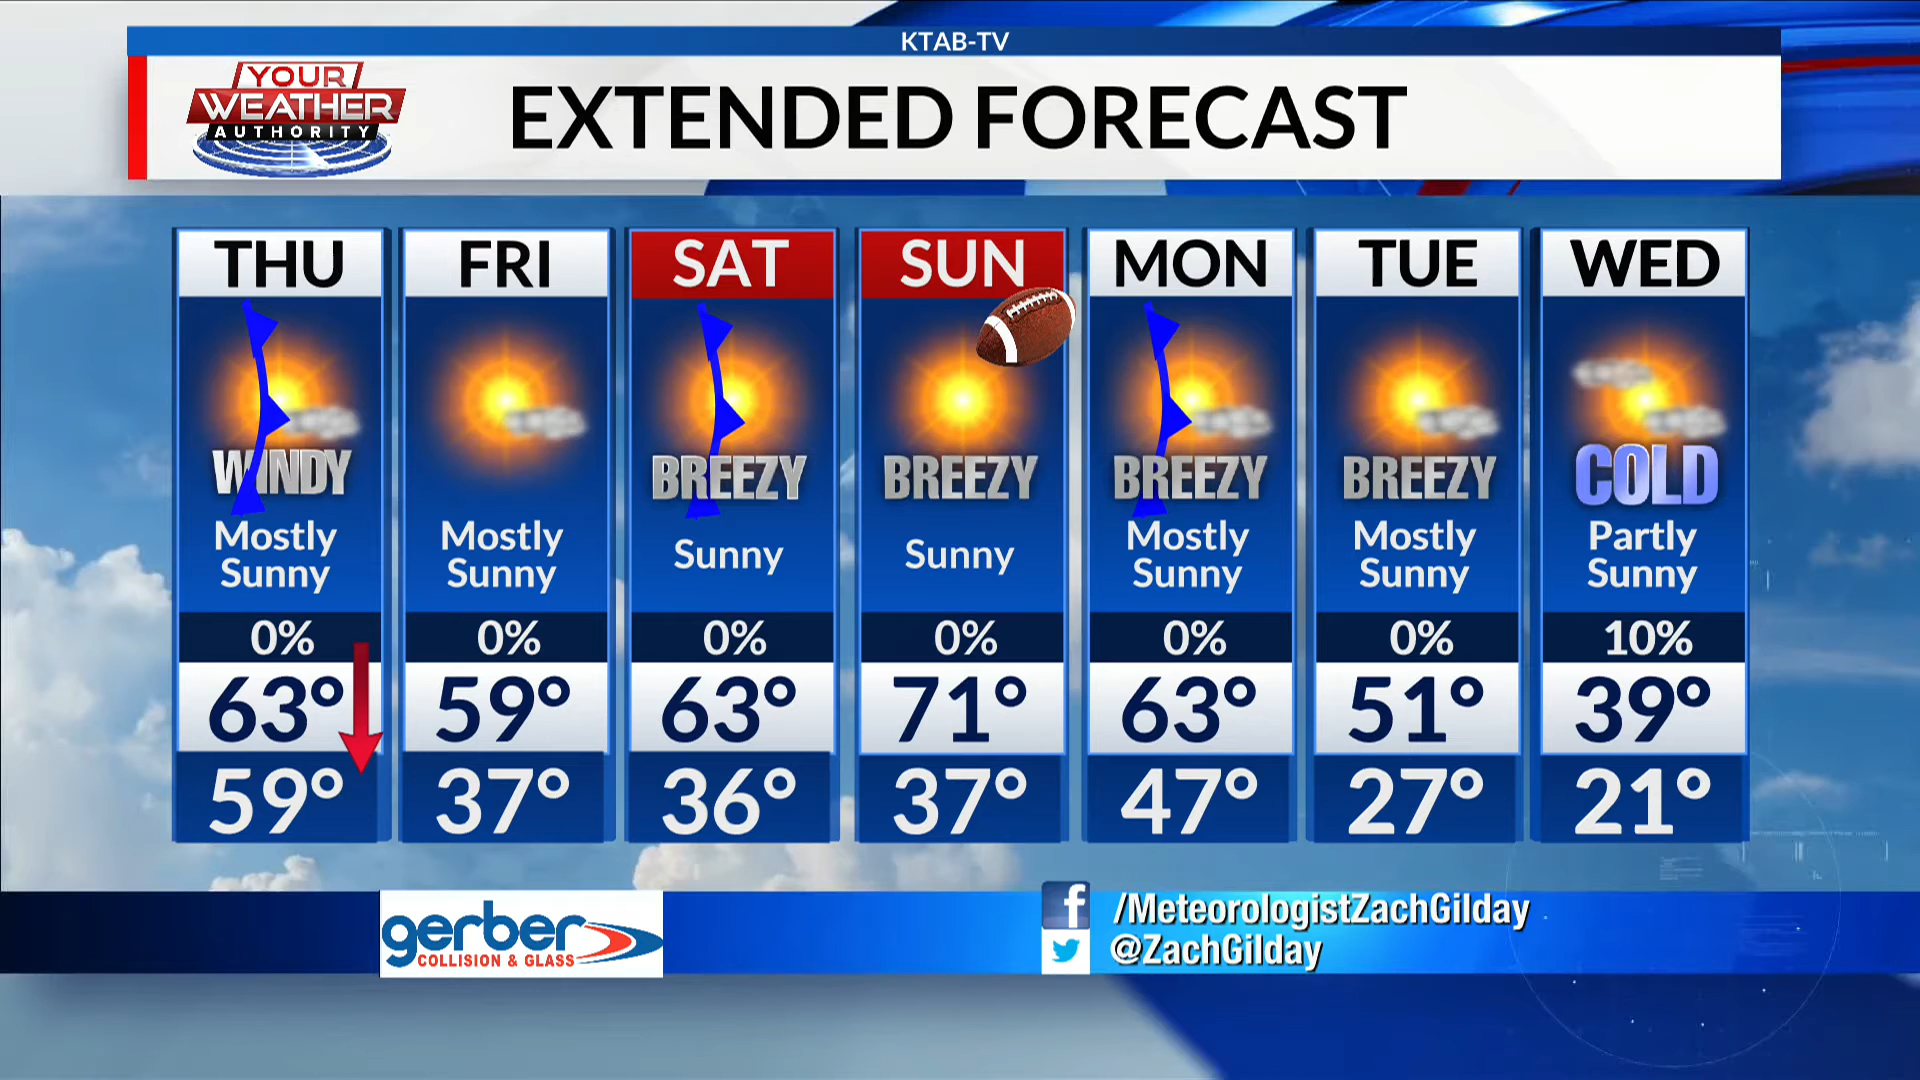 KTAB-TV
YOUR
WEATHER
AUTHORITY
EXTENDED FORECAST
THU FRI SAT SUN MON TUE WED
WINDY BREEZY BREEZY BREEZY BREEZY COLD
Mostly Sunny
Mostly Sunny
Sunny
Sunny
Mostly Sunny
Mostly Sunny
Partly Sunny
0% 0% 0% 0% 0% 0% 10%
63° 59° 63° 71° 63° 51° 39°
59° 37° 36° 37° 47° 27° 21°
gerber
COLLISION & GLASS
f /MeteorologistZachGilday
@ZachGilday